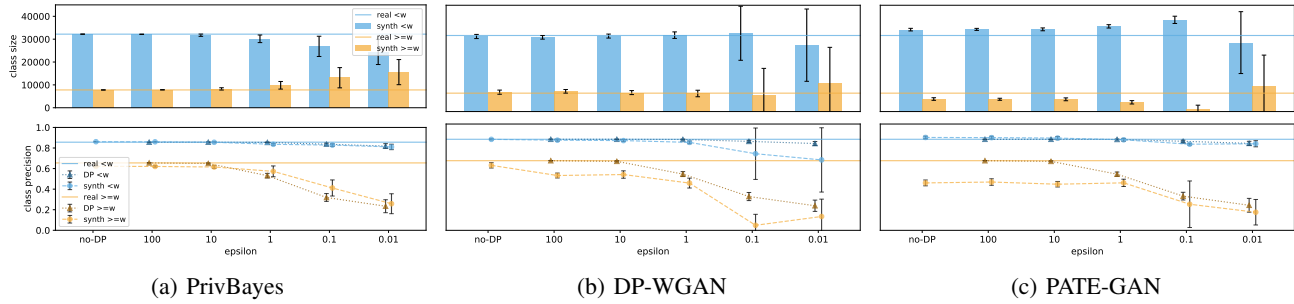 40000
30000
20000
10000
0
class size
real <w
synth <w
real >=w
synth >=w
1.0
0.8
0.6
0.4
0.2
0.0
class precision
real <w
DP <w
synth <w
real >=w
DP >=w
synth >=w
no-DP 100 10 1 0.1 0.01
epsilon
no-DP 100 10 1 0.1 0.01
epsilon
no-DP 100 10 1 0.1 0.01
epsilon
(a) PrivBayes
(b) DP-WGAN
(c) PATE-GAN